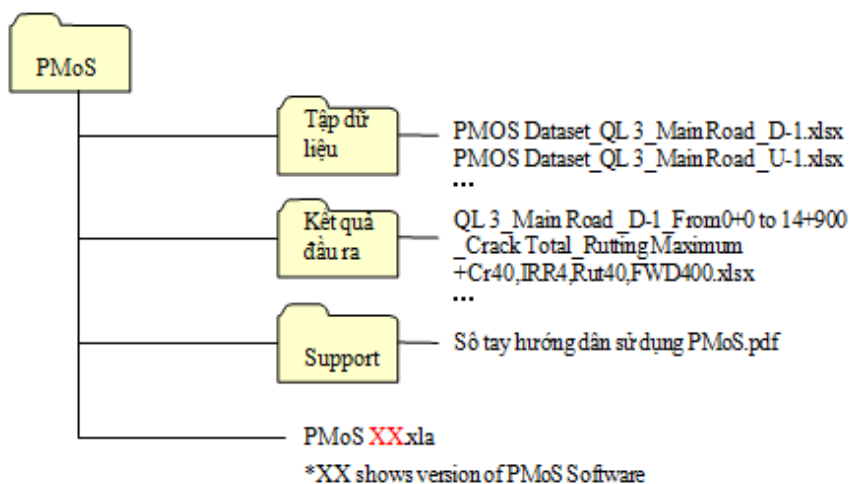 PMoS
Tập dữ
liệu
PMOS Dataset_QL 3_Main Road_D-1.xlsx
PMOS Dataset_QL 3_Main Road_U-1.xlsx
...
Kết quả
đầu ra
QL 3_Main Road_D-1_From0+0 to 14+900
_Crack Total_Rutting Maximum
+Cr40,IRR4,Rut40,FWD400.xlsx
...
Support
Sổ tay hướng dẫn sử dụng PMoS.pdf
PMoS XX.xla
*XX shows version of PMoS Software